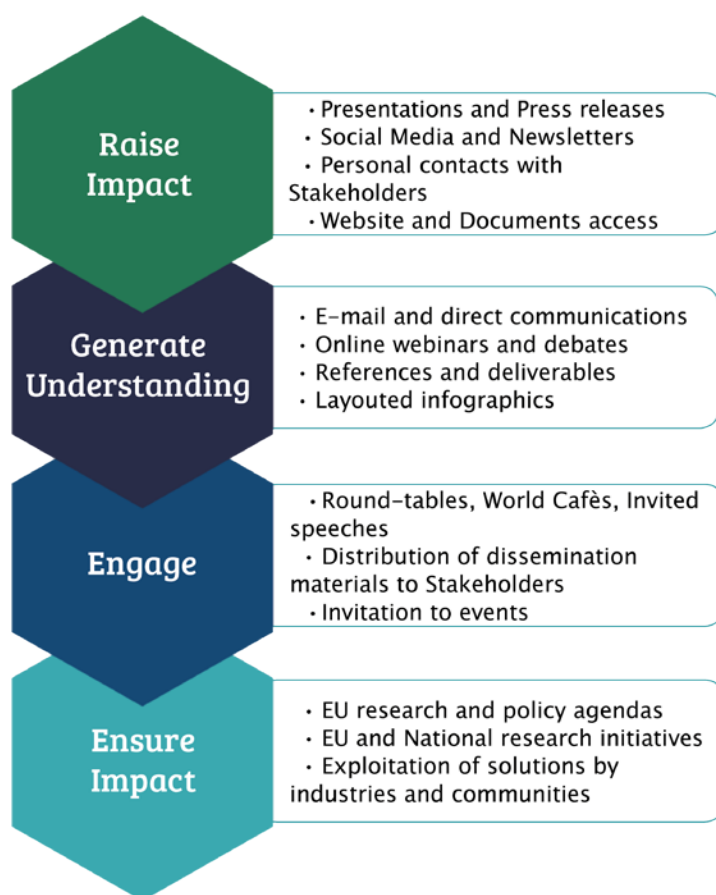 Raise
Impact
· Presentations and Press releases
· Social Media and Newsletters
· Personal contacts with
Stakeholders
· Website and Documents access
Generate
Understanding
· E-mail and direct communications
· Online webinars and debates
· References and deliverables
· Layouted infographics
Engage
· Round-tables, World Cafès, Invited
speeches
· Distribution of dissemination
materials to Stakeholders
· Invitation to events
Ensure
Impact
· EU research and policy agendas
· EU and National research initiatives
· Exploitation of solutions by
industries and communities